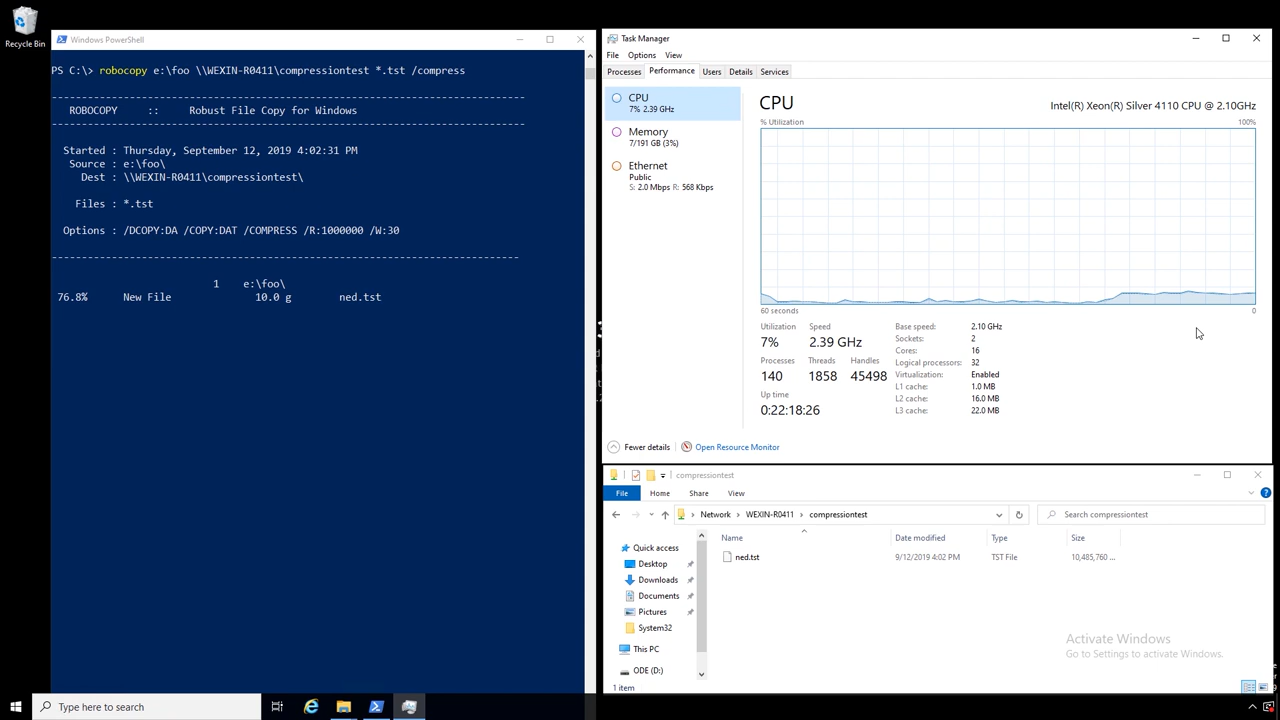 Recycle Bin
Windows PowerShell
PS C:\> robocopy e:\foo \\WEXIN-R0411\compressiontest *.tst /compress
-------------------------------------------------------------------------------
ROBOCOPY :: Robust File Copy for Windows
-------------------------------------------------------------------------------
Started : Thursday, September 12, 2019 4:02:31 PM
Source : e:\foo\
Dest : \\WEXIN-R0411\compressiontest\
Files : *.tst
Options : /DCOPY:DA /COPY:DAT /COMPRESS /R:1000000 /W:30
------------------------------------------------------------------------------
1 e:\foo\
76.8% New File 10.0 g ned.tst
Task Manager
File Options View
Processes Performance Users Details Services
CPU
7% 2.39 GHz
Memory
7/191 GB (3%)
Ethernet
Public
S: 2.0 Mbps R: 568 Kbps
CPU
Intel(R) Xeon(R) Silver 4110 CPU @ 2.10GHz
% Utilization 100%
60 seconds 0
Utilization Speed
7% 2.39 GHz
Processes Threads Handles
140 1858 45498
Up time
0:22:18:26
Base speed: 2.10 GHz
Sockets: 2
Cores: 16
Logical processors: 32
Virtualization: Enabled
L1 cache: 1.0 MB
L2 cache: 16.0 MB
L3 cache: 22.0 MB
Fewer details Open Resource Monitor
compressiontest
File Home Share View
Network WEXIN-R0411 compressiontest
Search compressiontest
Quick access
Desktop
Downloads
Documents
Pictures
System32
This PC
ODE (D:)
Name Date modified Type Size
ned.tst 9/12/2019 4:02 PM TST File 10,485,760 ...
Activate Windows
Go to Settings to activate Windows.
1 item
Type here to search